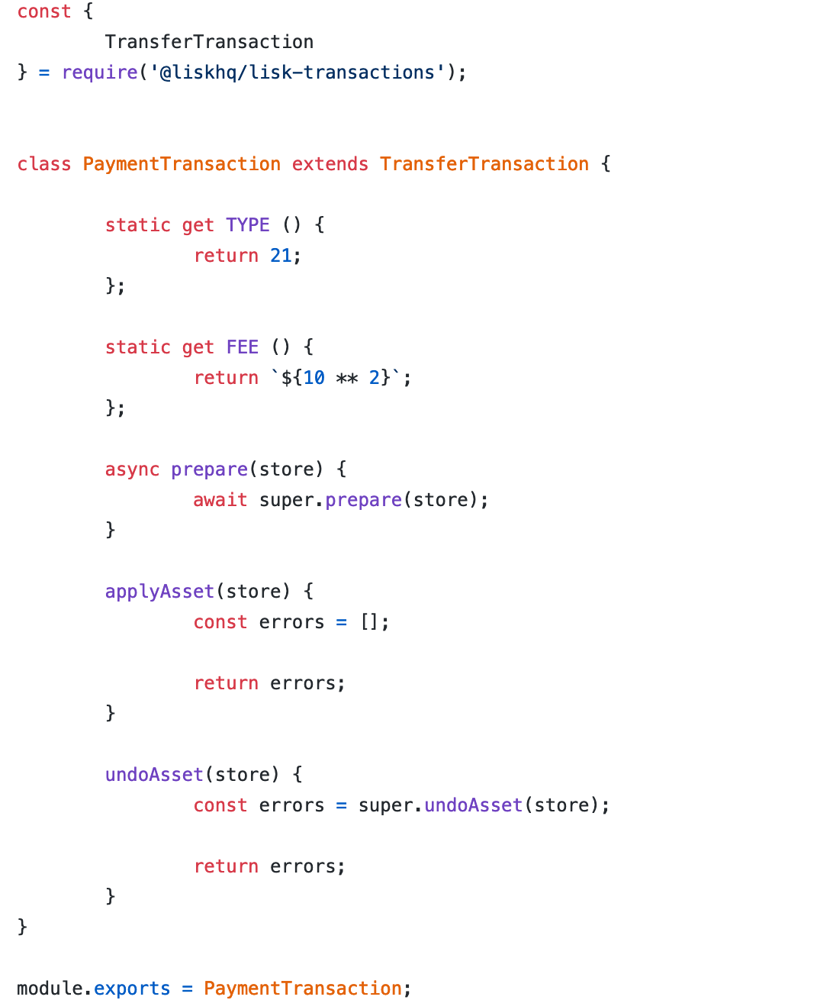 const {
        TransferTransaction
} = require('@liskhq/lisk-transactions');
class PaymentTransaction extends TransferTransaction {
        static get TYPE () {
                return 21;
        };
        static get FEE () {
                return `${10 ** 2}`;
        };
        async prepare(store) {
                await super.prepare(store);
        }
        applyAsset(store) {
                const errors = [];
                return errors;
        }
        undoAsset(store) {
                const errors = super.undoAsset(store);
                return errors;
        }
}
module.exports = PaymentTransaction;